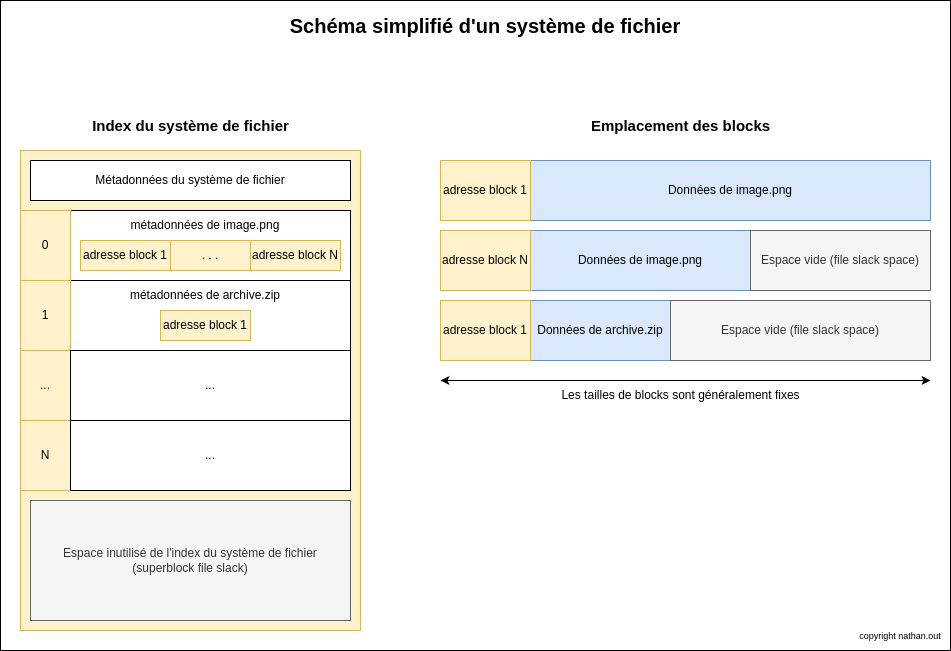 Schéma simplifié d'un système de fichier
Index du système de fichier
Métadonnées du système de fichier
0
métadonnées de image.png
adresse block 1
. . .
adresse block N
1
métadonnées de archive.zip
adresse block 1
...
...
N
...
Espace inutilisé de l'index du système de fichier
(superblock file slack)
Emplacement des blocks
adresse block 1
Données de image.png
adresse block N
Données de image.png
Espace vide (file slack space)
adresse block 1
Données de archive.zip
Espace vide (file slack space)
Les tailles de blocks sont généralement fixes
copyright nathan.out